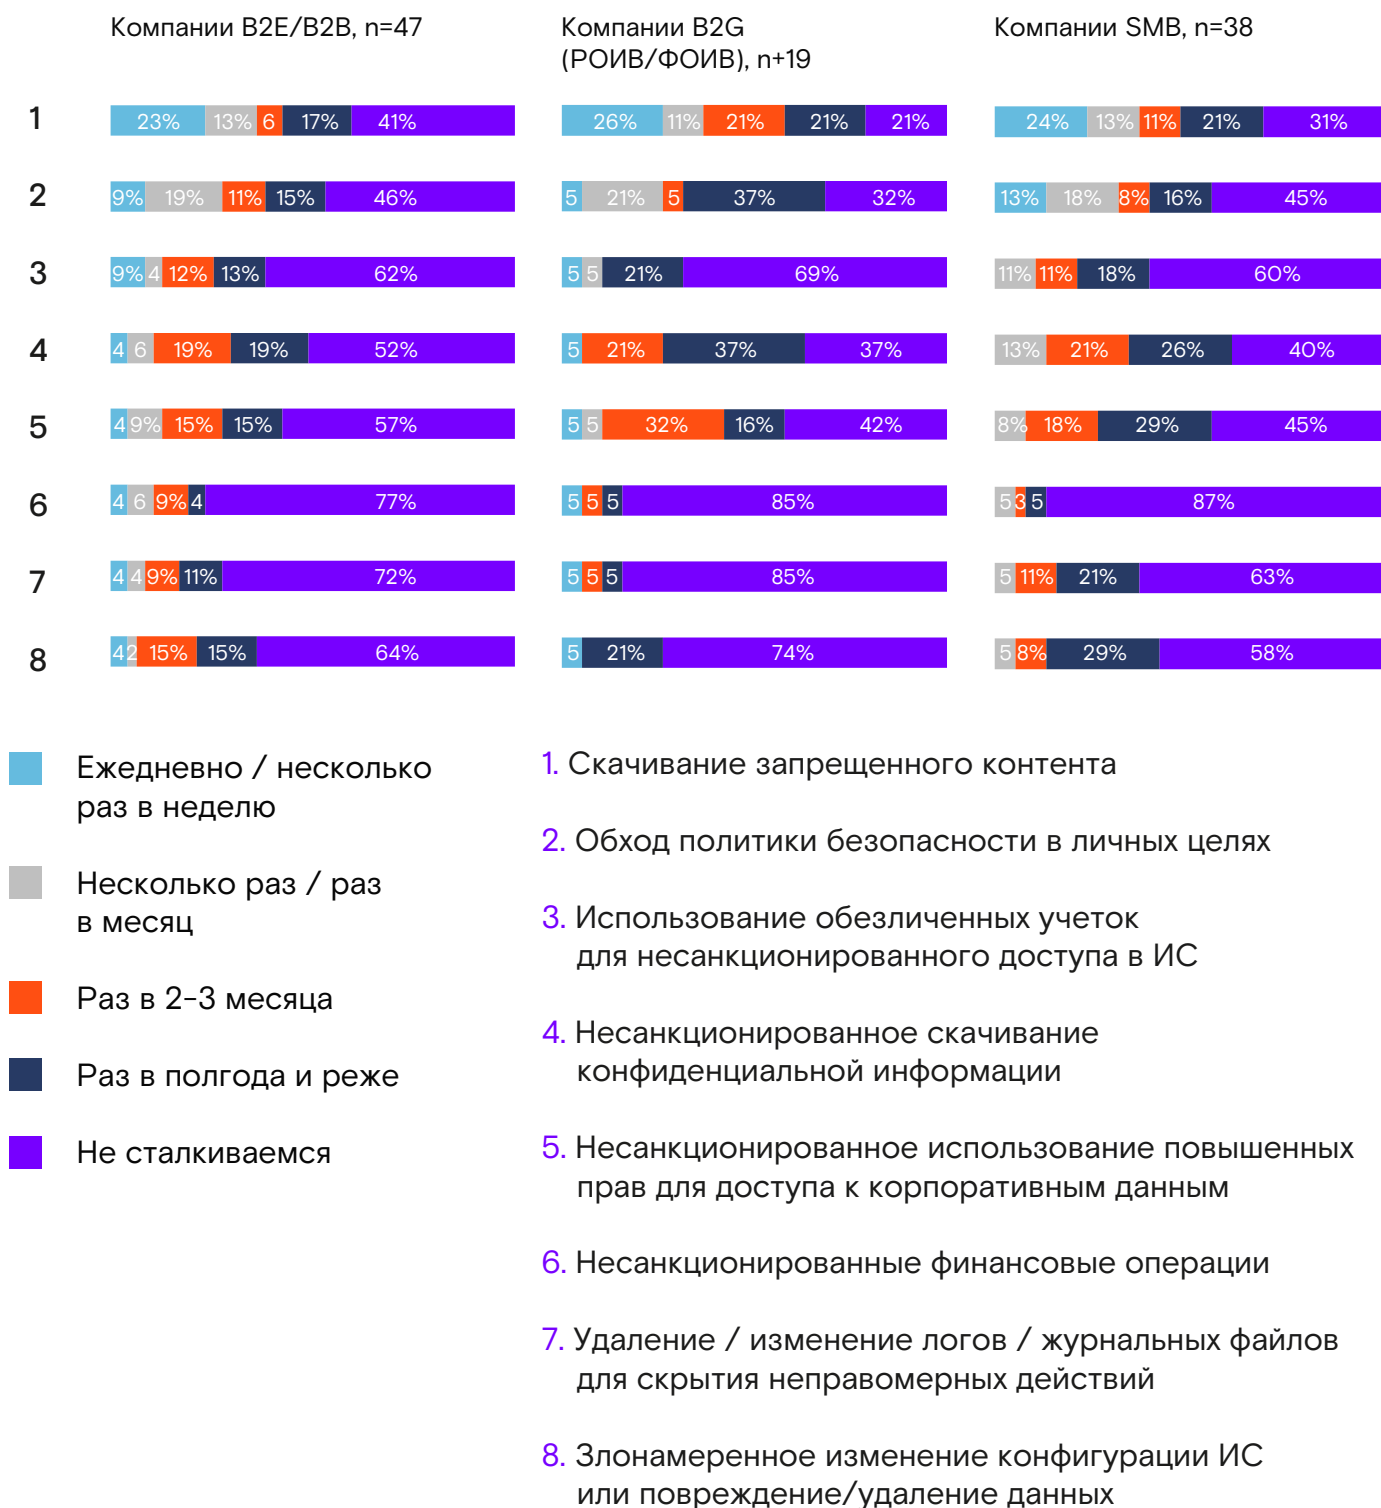 Компании B2E/B2B, n=47
Компании B2G
(РОИВ/ФОИВ), n+19
Компании SMB, n=38
1
23% 13% 6 17% 41%
26% 11% 21% 21% 21%
24% 13% 11% 21% 31%
2
9% 19% 11% 15% 46%
5 21% 5 37% 32%
13% 18% 8% 16% 45%
3
9% 4 12% 13% 62%
5 5 21% 69%
11% 11% 18% 60%
4
4 6 19% 19% 52%
5 21% 37% 37%
13% 21% 26% 40%
5
4 9% 15% 15% 57%
5 5 32% 16% 42%
8% 18% 29% 45%
6
4 6 9% 4 77%
5 5 5 85%
5 3 5 87%
7
4 4 9% 11% 72%
5 5 5 85%
5 11% 21% 63%
8
4 2 15% 15% 64%
5 21% 74%
5 8% 29% 58%
Ежедневно / несколько
раз в неделю
Несколько раз / раз
в месяц
Раз в 2-3 месяца
Раз в полгода и реже
Не сталкиваемся
1. Скачивание запрещенного контента
2. Обход политики безопасности в личных целях
3. Использование обезличенных учеток
для несанкционированного доступа в ИС
4. Несанкционированное скачивание
конфиденциальной информации
5. Несанкционированное использование повышенных
прав для доступа к корпоративным данным
6. Несанкционированные финансовые операции
7. Удаление / изменение логов / журнальных файлов
для скрытия неправомерных действий
8. Злонамеренное изменение конфигурации ИС
или повреждение/удаление данных